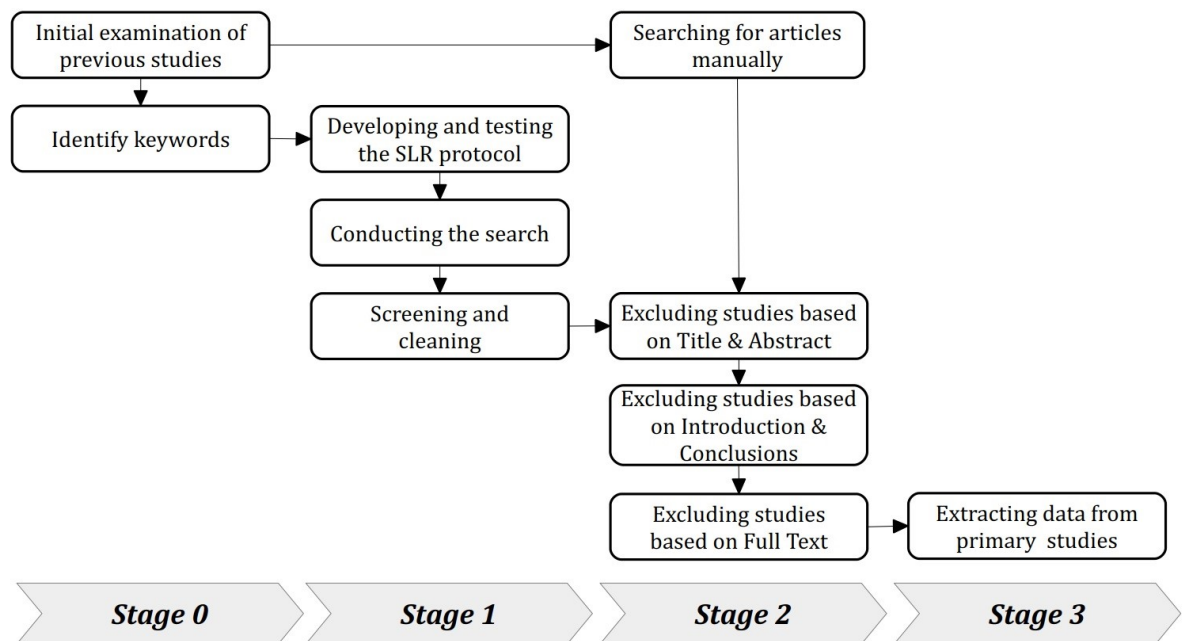 Initial examination of
previous studies
Searching for articles
manually
Identify keywords
Developing and testing
the SLR protocol
Conducting the search
Screening and
cleaning
Excluding studies based
on Title & Abstract
Excluding studies based
on Introduction &
Conclusions
Excluding studies
based on Full Text
Extracting data from
primary studies
Stage 0
Stage 1
Stage 2
Stage 3